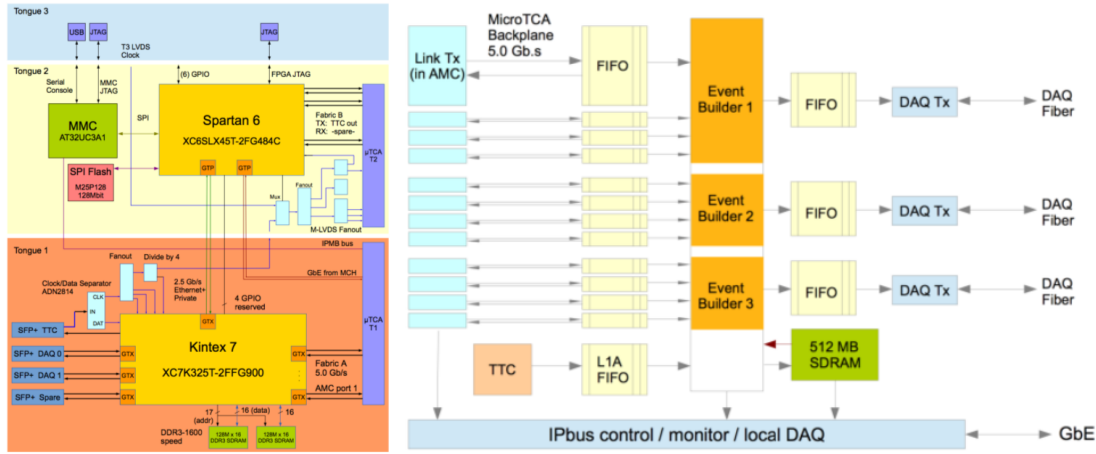 Tongue 3
USB
JTAG
JTAG
T3 LVDS
Clock
Tongue 2
(6) GPIO
FPGA JTAG
Serial
Console
MMC
JTAG
MMC
AT32UC3A1
SPI
Spartan 6
XC6SLX45T-2FG484C
Fabric B
TX: TTC out
RX: -spare-
µTCA
T2
GTP
GTP
SPI Flash
M25P128
128Mbit
Mux
Fanout
M-LVDS Fanout
Tongue 1
IPMB bus
Fanout
Divide by 4
GbE from MCH
Clock/Data Separator
ADN2814
2.5 Gb/s
Ethernet+
Private
CLK
IN
DAT
4 GPIO
reserved
µTCA
T1
SFP+ TTC
GTX
Kintex 7
XC7K325T-2FFG900
SFP+ DAQ 0
GTX
GTX
Fabric A
5.0 Gb/s
SFP+ DAQ 1
GTX
SFP+ Spare
GTX
GTX
AMC port 1
17
(addr)
16 (data)
16
DDR3-1600
speed
128M x 16
DDR3 SDRAM
128M x 16
DDR3 SDRAM
Link Tx
(in AMC)
MicroTCA
Backplane
5.0 Gb.s
FIFO
Event
Builder 1
FIFO
DAQ Tx
DAQ
Fiber
Event
Builder 2
FIFO
DAQ Tx
DAQ
Fiber
Event
Builder 3
FIFO
DAQ Tx
DAQ
Fiber
TTC
L1A
FIFO
512 MB
SDRAM
IPbus control / monitor / local DAQ
GbE